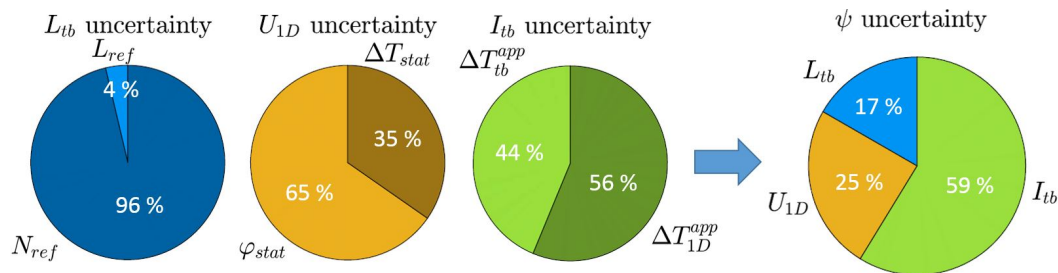 L_tb uncertainty
L_ref
4 %
96 %
N_ref
U_1D uncertainty
ΔT_stat
35 %
65 %
φ_stat
I_tb uncertainty
ΔT_tb^app
44 %
56 %
ΔT_1D^app
ψ uncertainty
L_tb
17 %
25 %
59 %
U_1D
I_tb